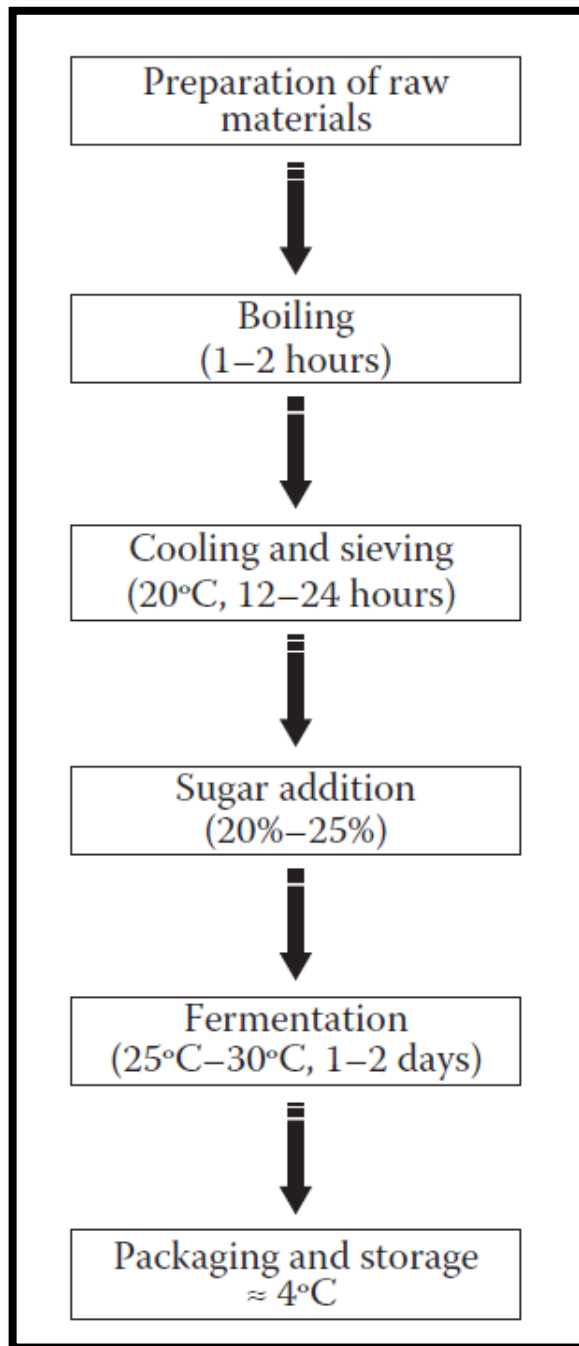 Preparation of raw
materials
Boiling
(1–2 hours)
Cooling and sieving
(20°C, 12–24 hours)
Sugar addition
(20%–25%)
Fermentation
(25°C–30°C, 1–2 days)
Packaging and storage
≈ 4°C